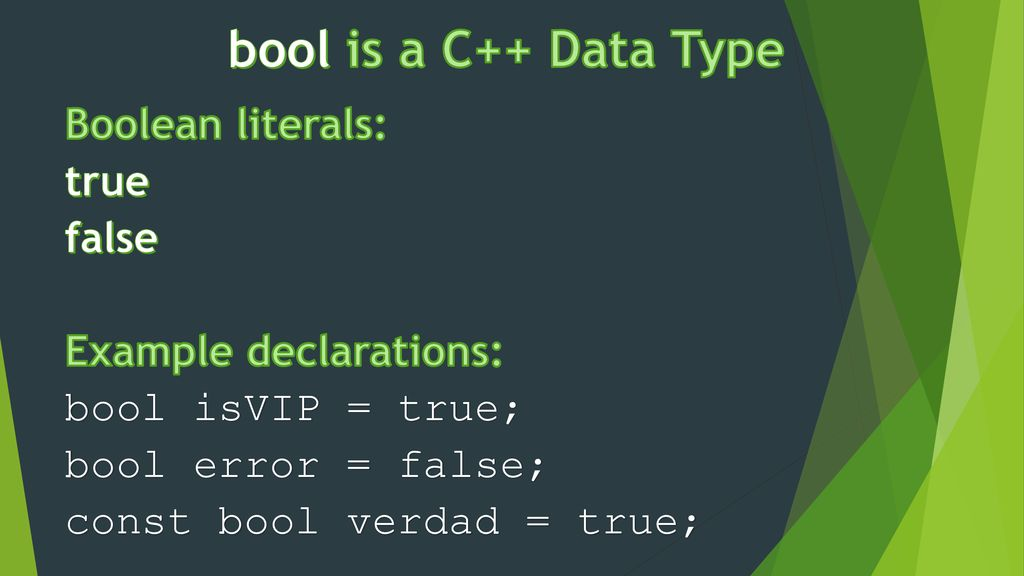 bool is a C++ Data Type
Boolean literals:
true
false
Example declarations:
bool isVIP = true;
bool error = false;
const bool verdad = true;